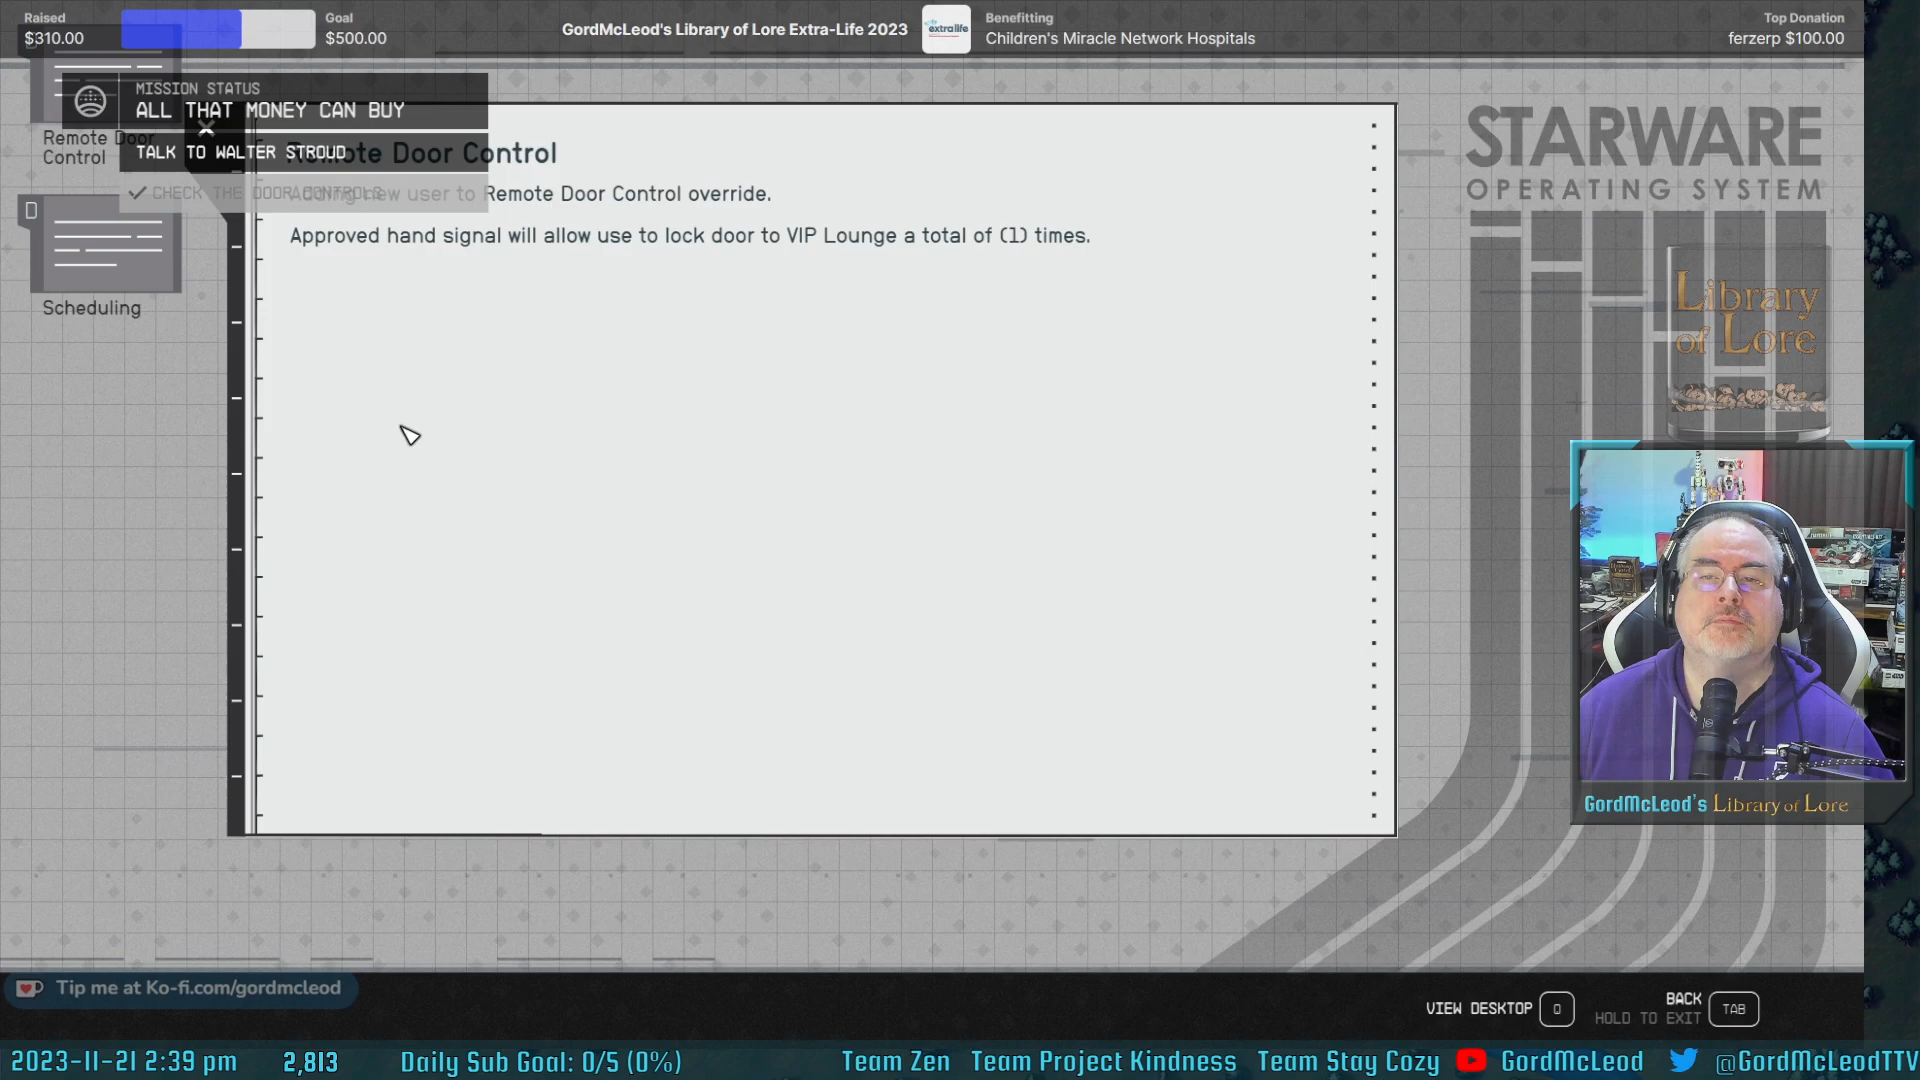 Raised
$310.00
Goal
$500.00
GordMcLeod's Library of Lore Extra-Life 2023
extralife
Benefitting
Children's Miracle Network Hospitals
Top Donation
ferzerp $100.00
MISSION STATUS
ALL THAT MONEY CAN BUY
TALK TO WALTER STROUD
CHECK THE DOOR CONTROLS
Remote Door
Control
Scheduling
Remote Door Control
Adding new user to Remote Door Control override.
Approved hand signal will allow use to lock door to VIP Lounge a total of (1) times.
STARWARE
OPERATING SYSTEM
Library
of Lore
GordMcLeod's Library of Lore
Tip me at Ko-fi.com/gordmcleod
VIEW DESKTOP Q
BACK
HOLD TO EXIT
TAB
2023-11-21 2:39 pm 2,813 Daily Sub Goal: 0/5 (0%) Team Zen Team Project Kindness Team Stay Cozy GordMcLeod @GordMcLeodTTV